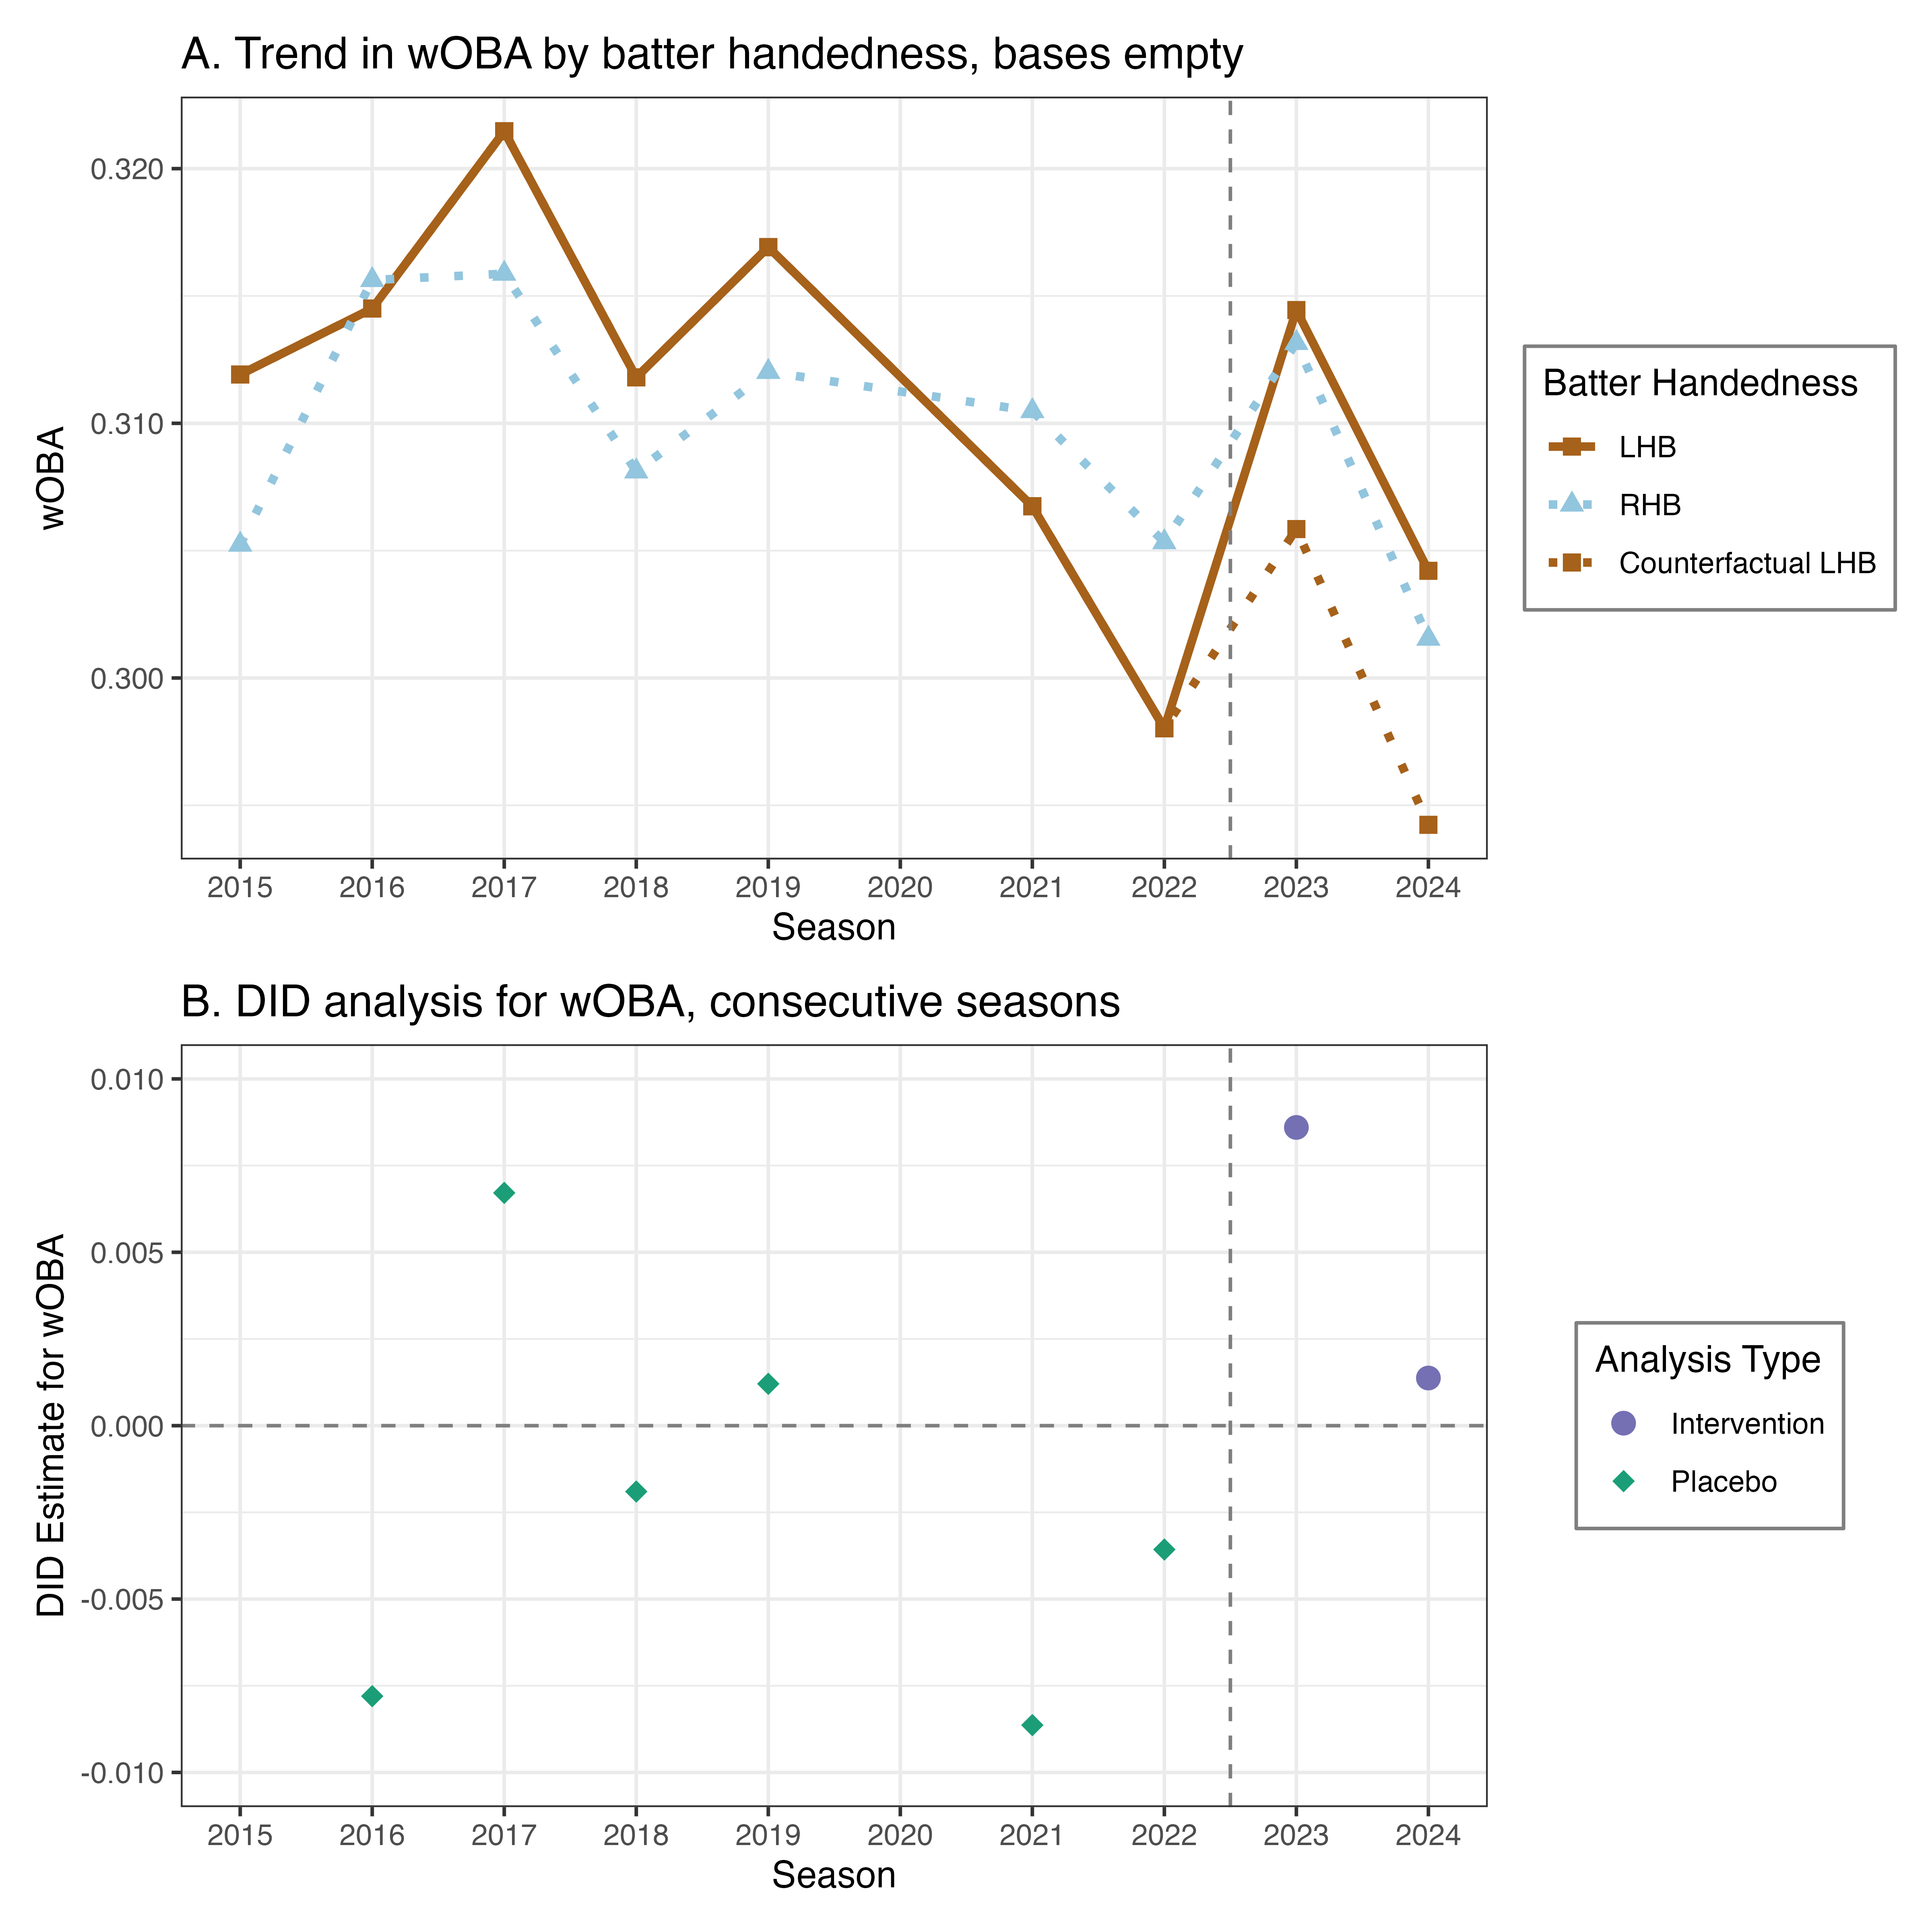 A. Trend in wOBA by batter handedness, bases empty
0.320
0.310
0.300
wOBA
2015 2016 2017 2018 2019 2020 2021 2022 2023 2024
Season
Batter Handedness
LHB
RHB
Counterfactual LHB
B. DID analysis for wOBA, consecutive seasons
0.010
0.005
0.000
-0.005
-0.010
DID Estimate for wOBA
2015 2016 2017 2018 2019 2020 2021 2022 2023 2024
Season
Analysis Type
Intervention
Placebo